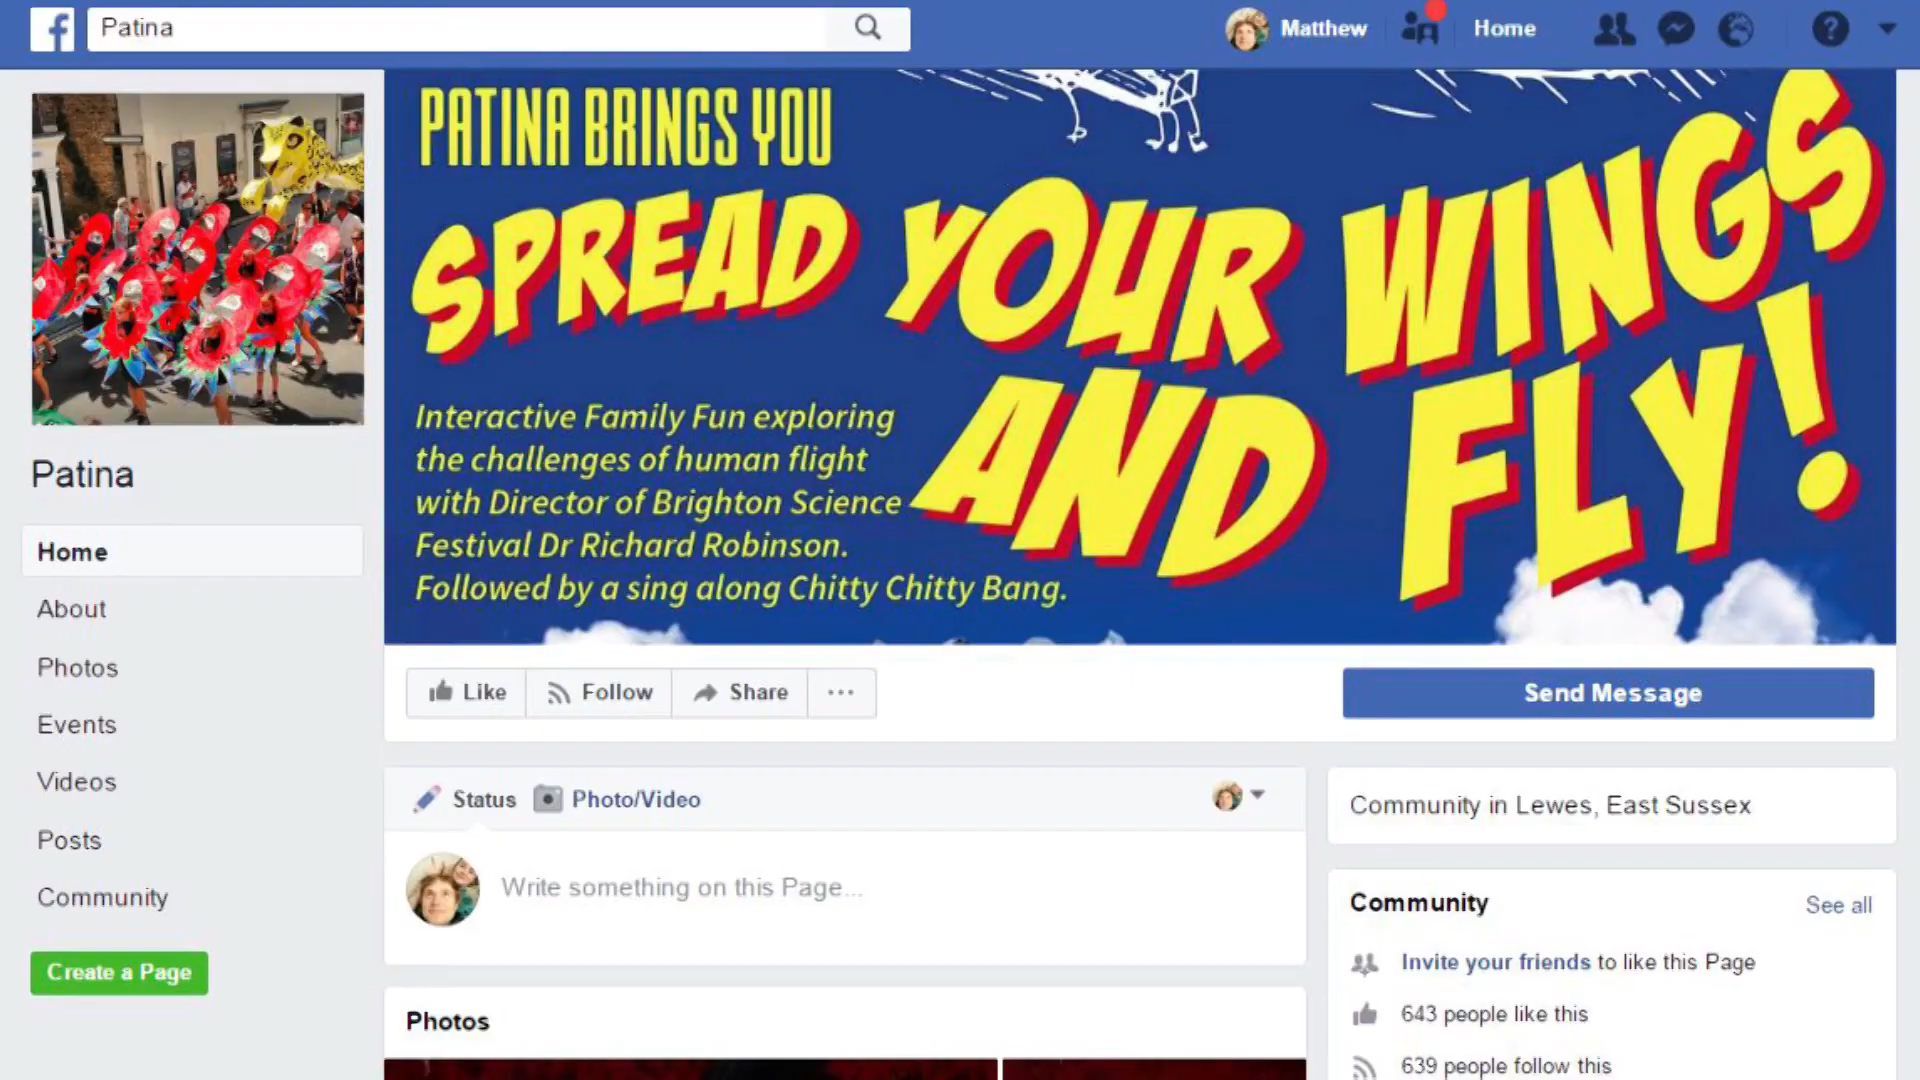 Patina
Matthew
Home
PATINA BRINGS YOU
SPREAD YOUR WINGS
AND FLY!
Interactive Family Fun exploring
the challenges of human flight
with Director of Brighton Science
Festival Dr Richard Robinson.
Followed by a sing along Chitty Chitty Bang.
Patina
Home
About
Photos
Events
Videos
Posts
Community
Create a Page
Like
Follow
Share
Send Message
Status
Photo/Video
Write something on this Page...
Photos
Community in Lewes, East Sussex
Community
See all
Invite your friends to like this Page
643 people like this
639 people follow this